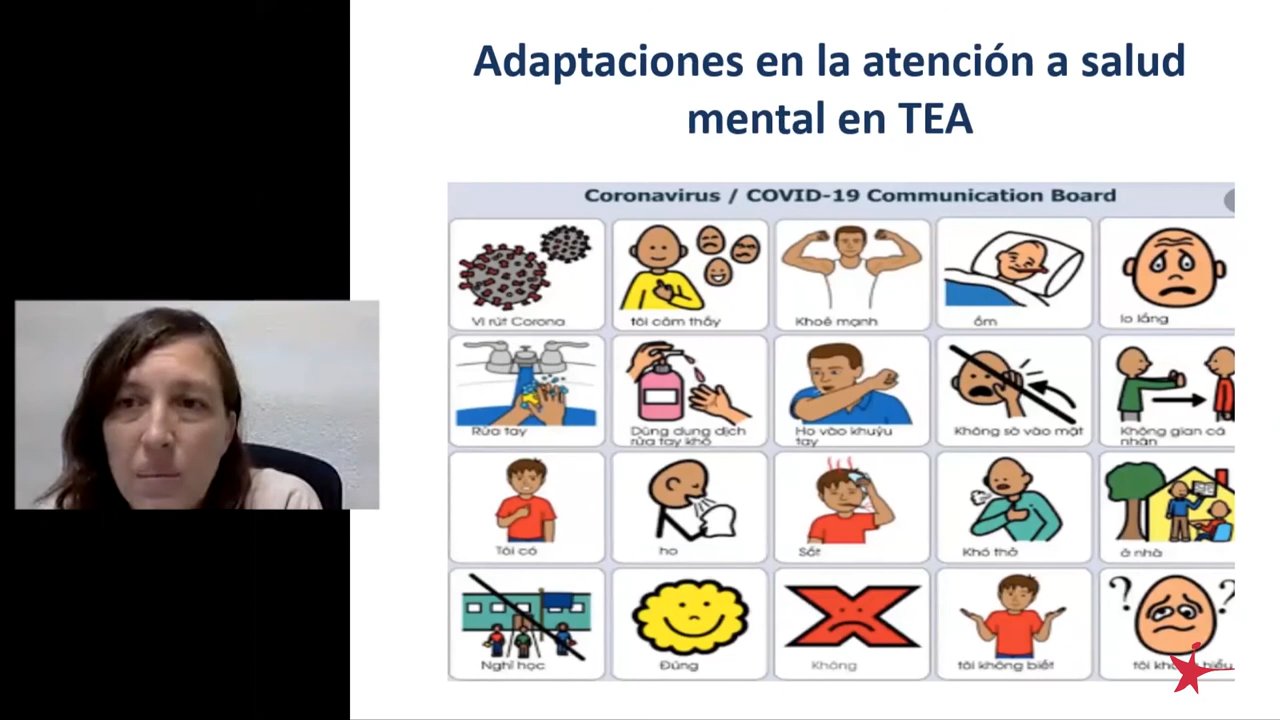 Adaptaciones en la atención a salud
mental en TEA
Coronavirus / COVID-19 Communication Board
Vi rút Corona
tôi cảm thấy
Khoẻ mạnh
ốm
lo lắng
Rửa tay
Dùng dung dịch
rửa tay khô
Ho vào khuỷu
tay
Không sờ vào mặt
Không gian cá
nhân
Tôi có
ho
Sốt
Khó thở
ở nhà
Nghỉ học
Đúng
Không
tôi không biết
tôi hiểu